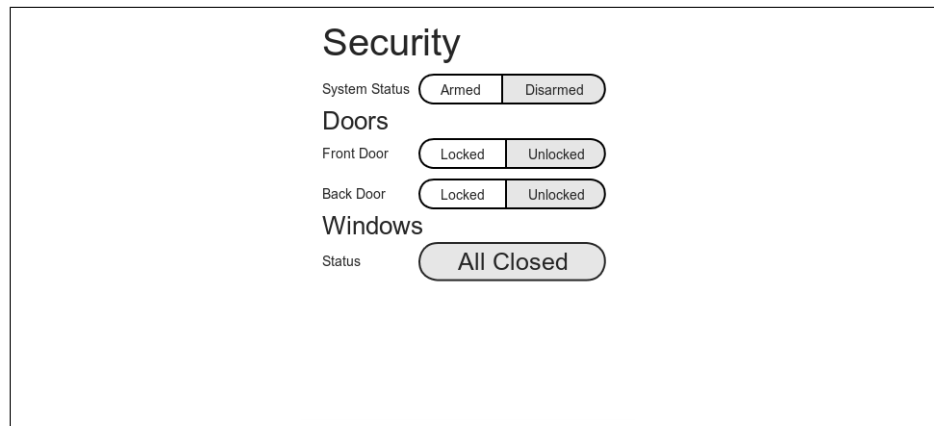 Security
System Status Armed Disarmed
Doors
Front Door Locked Unlocked
Back Door Locked Unlocked
Windows
Status All Closed